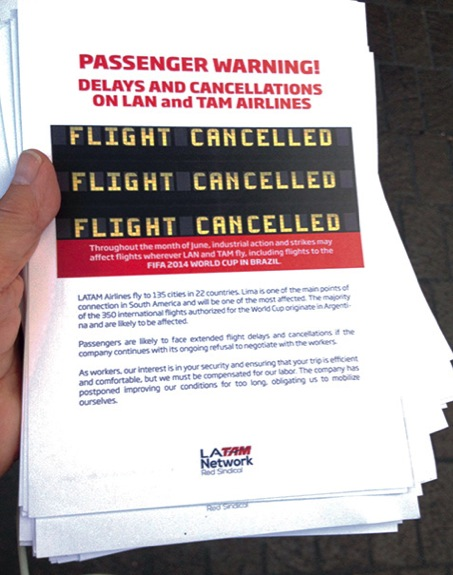 PASSENGER WARNING!
DELAYS AND CANCELLATIONS
ON LAN and TAM AIRLINES
FLIGHT CANCELLED
FLIGHT CANCELLED
FLIGHT CANCELLED
Throughout the month of June, industrial action and strikes may
affect flights wherever LAN and TAM fly, including flights to the
FIFA 2014 WORLD CUP IN BRAZIL.
LATAM Airlines fly to 135 cities in 22 countries. Lima is one of the main points of
connection in South America and will be one of the most affected. The majority
of the 350 international flights authorized for the World Cup originate in Argenti-
na and are likely to be affected.
Passengers are likely to face extended flight delays and cancellations if the
company continues with its ongoing refusal to negotiate with the workers.
As workers, our interest is in your security and ensuring that your trip is efficient
and comfortable, but we must be compensated for our labor. The company has
postponed improving our conditions for too long, obligating us to mobilize
ourselves.
LATAM
Network
Red Sindical
Red Sindical